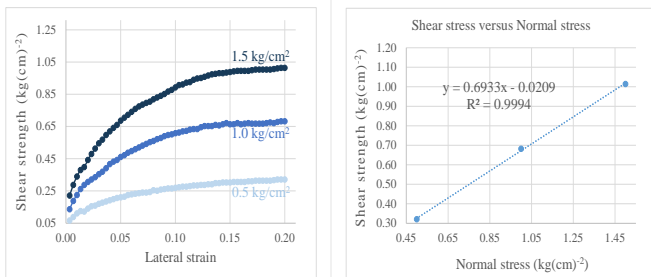 Shear strength (kg(cm)⁻²)
1.25
1.05
0.85
0.65
0.45
0.25
0.05
1.5 kg/cm²
1.0 kg/cm²
0.5 kg/cm²
0.00
0.05
0.10
0.15
0.20
Lateral strain
Shear stress versus Normal stress
Shear strength (kg(cm)⁻²)
1.20
1.10
1.00
0.90
0.80
0.70
0.60
0.50
0.40
0.30
y = 0.6933x - 0.0209
R² = 0.9994
0.45
0.65
0.85
1.05
1.25
1.45
Normal stress (kg(cm)⁻²)